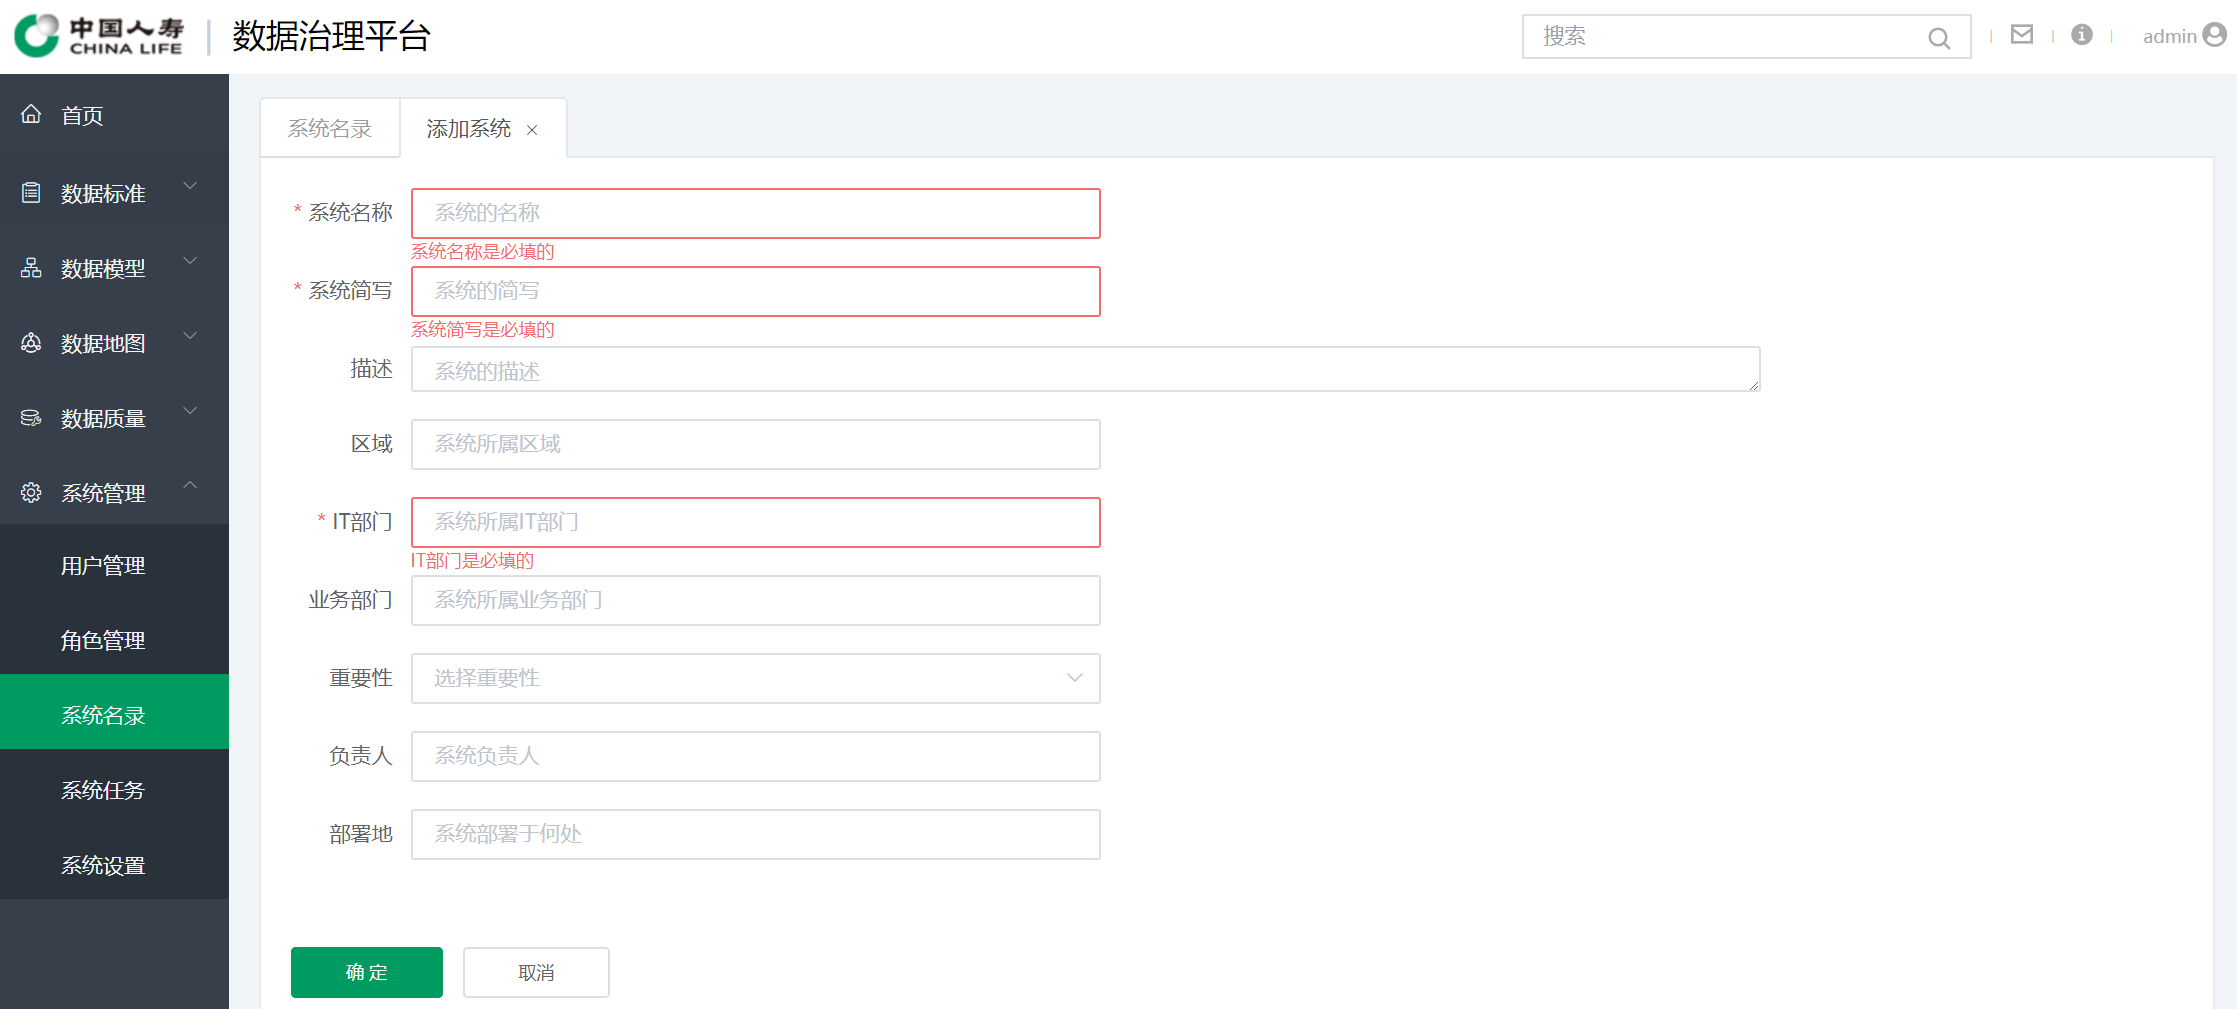 中国人寿
CHINA LIFE
数据治理平台
搜索
admin
首页
数据标准
数据模型
数据地图
数据质量
系统管理
用户管理
角色管理
系统名录
系统任务
系统设置
系统名录
添加系统 ×
* 系统名称 系统的名称
系统名称是必填的
* 系统简写 系统的简写
系统简写是必填的
描述 系统的描述
区域 系统所属区域
* IT部门 系统所属IT部门
IT部门是必填的
业务部门 系统所属业务部门
重要性 选择重要性
负责人 系统负责人
部署地 系统部署于何处
确 定 取消